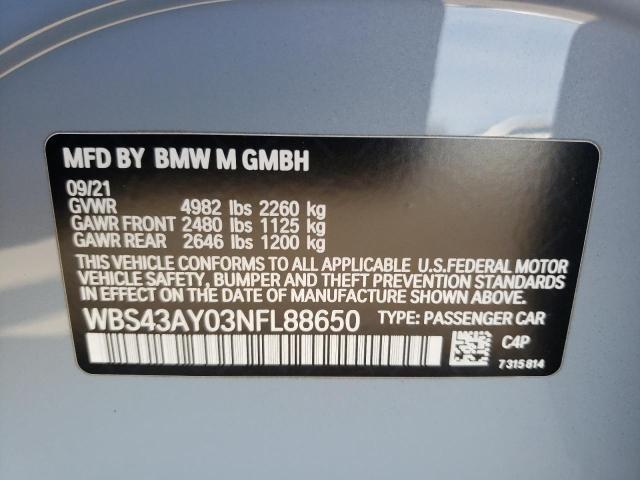 MFD BY BMW M GMBH
09/21
GVWR 4982 lbs 2260 kg
GAWR FRONT 2480 lbs 1125 kg
GAWR REAR 2646 lbs 1200 kg
THIS VEHICLE CONFORMS TO ALL APPLICABLE U.S.FEDERAL MOTOR
VEHICLE SAFETY, BUMPER, AND THEFT PREVENTION STANDARDS IN
EFFECT ON THE DATE OF MANUFACTURE SHOWN ABOVE.
WBS43AY03NFL88650 TYPE: PASSENGER CAR
C4P
7315814